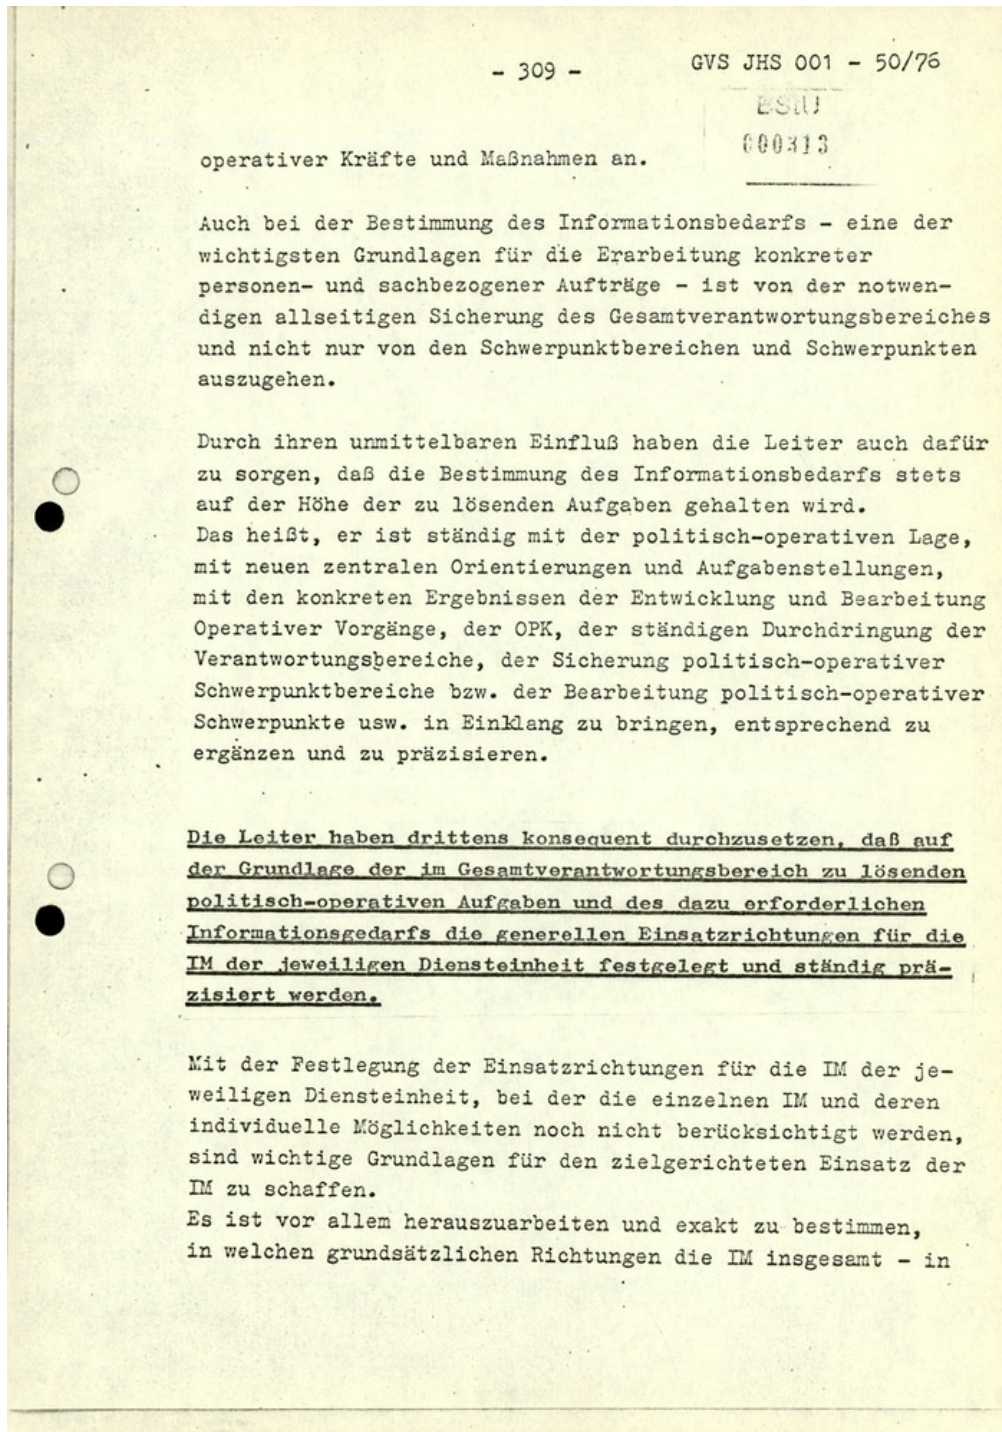 - 309 -
GVS JHS 001 - 50/76
BStU
000313
operativer Kräfte und Maßnahmen an.
Auch bei der Bestimmung des Informationsbedarfs - eine der
wichtigsten Grundlagen für die Erarbeitung konkreter
personen- und sachbezogener Aufträge - ist von der notwen-
digen allseitigen Sicherung des Gesamtverantwortungsbereiches
und nicht nur von den Schwerpunktbereichen und Schwerpunkten
auszugehen.
Durch ihren unmittelbaren Einfluß haben die Leiter auch dafür
zu sorgen, daß die Bestimmung des Informationsbedarfs stets
auf der Höhe der zu lösenden Aufgaben gehalten wird.
Das heißt, er ist ständig mit der politisch-operativen Lage,
mit neuen zentralen Orientierungen und Aufgabenstellungen,
mit den konkreten Ergebnissen der Entwicklung und Bearbeitung
Operativer Vorgänge, der OPK, der ständigen Durchdringung der
Verantwortungsbereiche, der Sicherung politisch-operativer
Schwerpunktbereiche bzw. der Bearbeitung politisch-operativer
Schwerpunkte usw. in Einklang zu bringen, entsprechend zu
ergänzen und zu präzisieren.
Die Leiter haben drittens konsequent durchzusetzen, daß auf
der Grundlage der im Gesamtverantwortungsbereich zu lösenden
politisch-operativen Aufgaben und des dazu erforderlichen
Informationsgedarfs die generellen Einsatzrichtungen für die
IM der jeweiligen Diensteinheit festgelegt und ständig prä-
zisiert werden.
Mit der Festlegung der Einsatzrichtungen für die IM der je-
weiligen Diensteinheit, bei der die einzelnen IM und deren
individuelle Möglichkeiten noch nicht berücksichtigt werden,
sind wichtige Grundlagen für den zielgerichteten Einsatz der
IM zu schaffen.
Es ist vor allem herauszuarbeiten und exakt zu bestimmen,
in welchen grundsätzlichen Richtungen die IM insgesamt - in